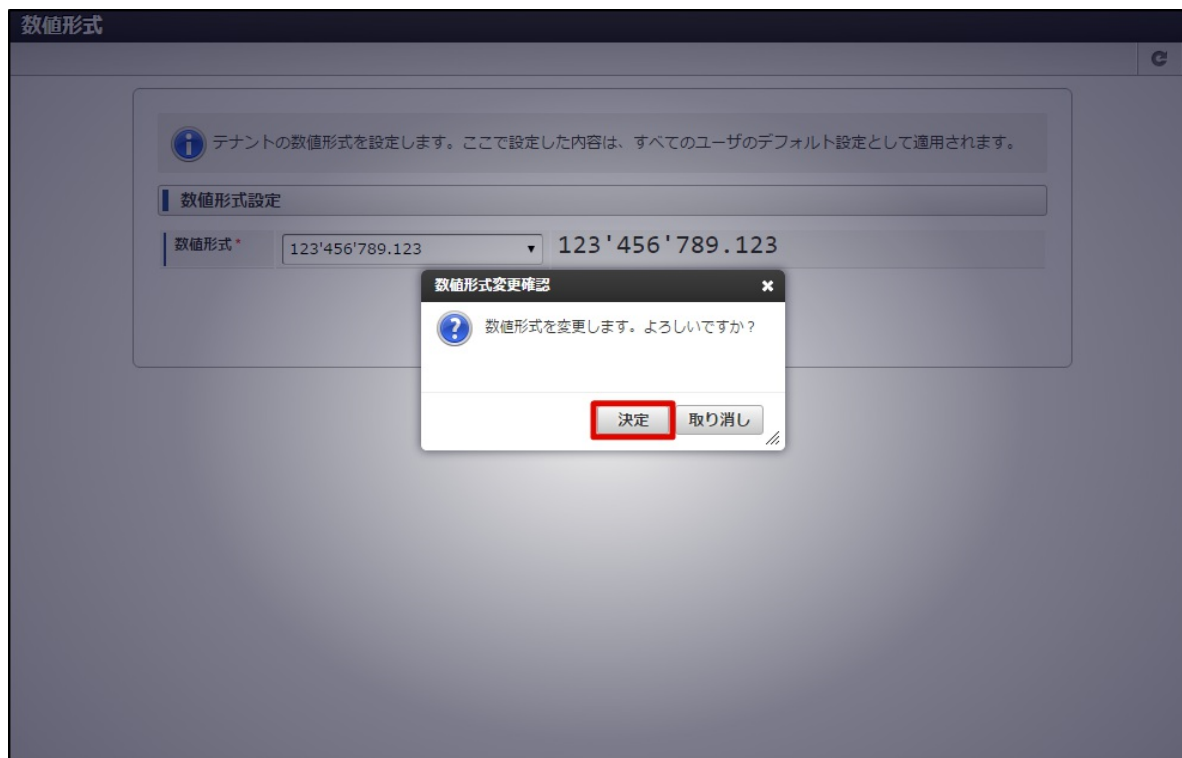 数値形式
テナントの数値形式を設定します。ここで設定した内容は、すべてのユーザのデフォルト設定として適用されます。
数値形式設定
数値形式* 123'456'789.123 123'456'789.123
数値形式変更確認
数値形式を変更します。よろしいですか?
決定 取り消し